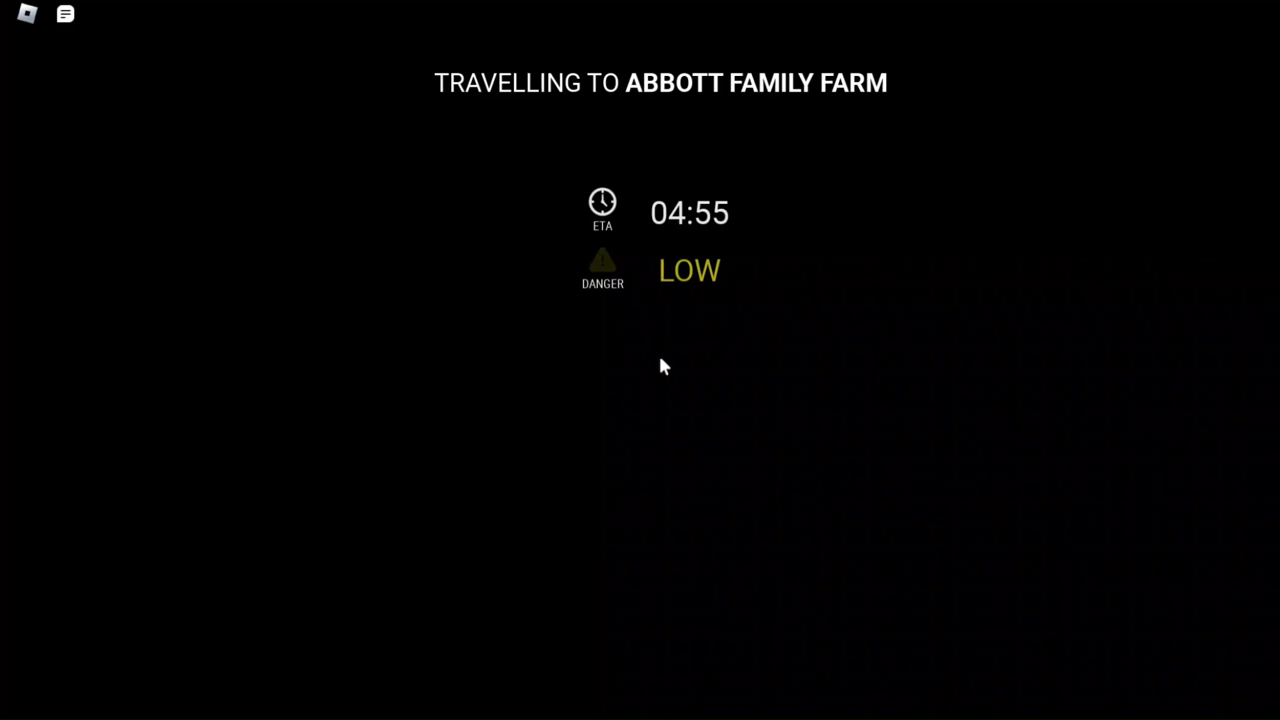 TRAVELLING TO ABBOTT FAMILY FARM
04:55
ETA
LOW
DANGER